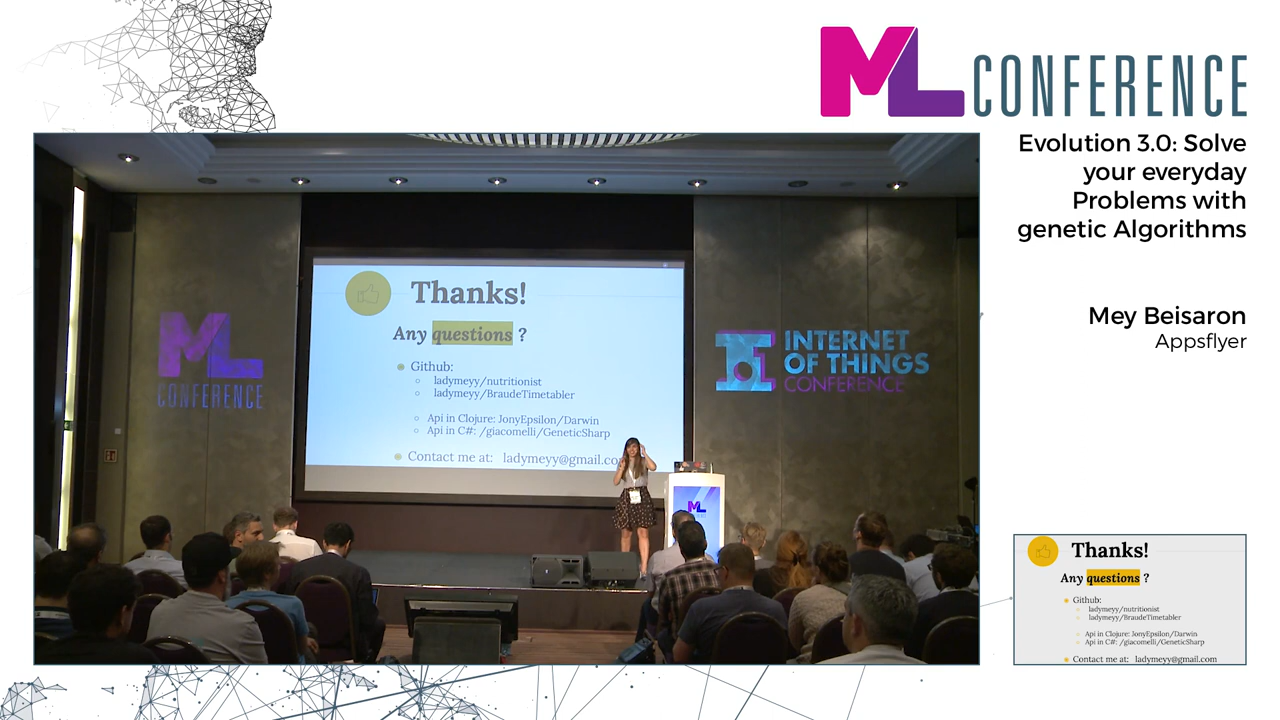 ML CONFERENCE
Evolution 3.0: Solve
your everyday
Problems with
genetic Algorithms
Mey Beisaron
Appsflyer
Thanks!
Any questions ?
Github:
ladymeyy/nutritionist
ladymeyy/BraudeTimetabler
Api in Clojure: JonyEpsilon/Darwin
Api in C#: /giacomelli/GeneticSharp
Contact me at: ladymeyy@gmail.co
ML
CONFERENCE
INTERNET
OF THINGS
CONFERENCE
ML
Thanks!
Any questions ?
Github:
ladymeyy/nutritionist
ladymeyy/BraudeTimetabler
Api in Clojure: JonyEpsilon/Darwin
Api in C#: /giacomelli/GeneticSharp
Contact me at: ladymeyy@gmail.com